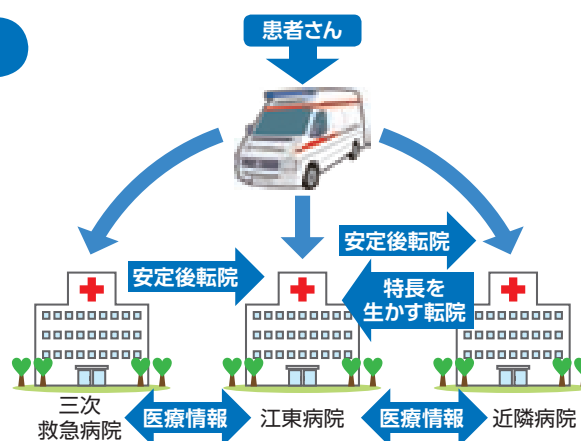 患者さん
安定後転院
安定後転院
特長を
生かす転院
三次
救急病院
医療情報
江東病院
医療情報
近隣病院